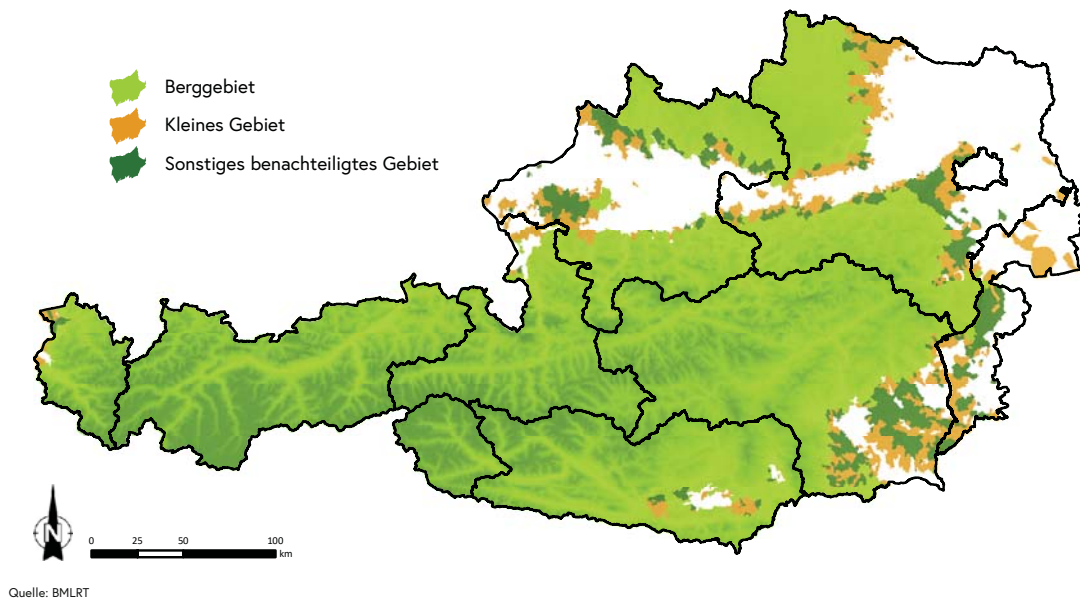 Berggebiet
Kleines Gebiet
Sonstiges benachteiligtes Gebiet
N
0 25 50 100
km
Quelle: BMLRT